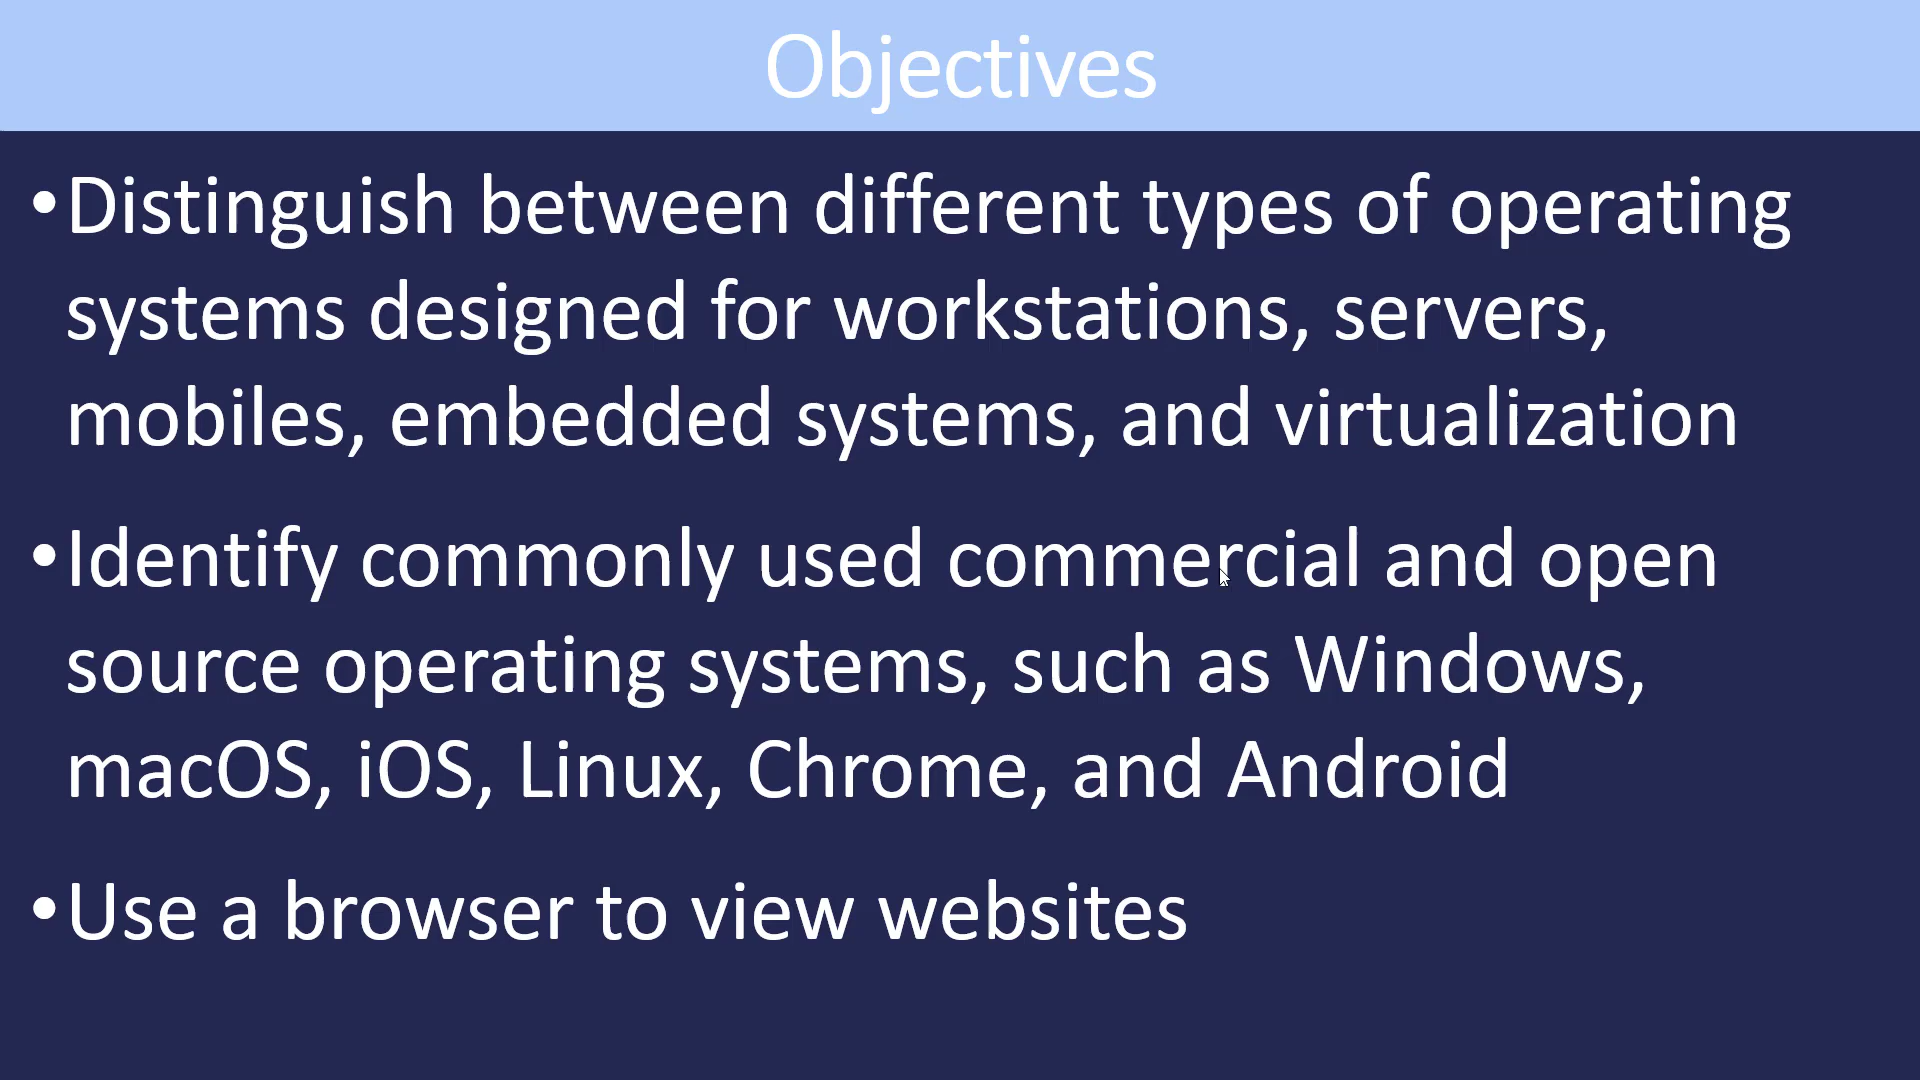 Objectives
•Distinguish between different types of operating
systems designed for workstations, servers,
mobiles, embedded systems, and virtualization
•Identify commonly used commercial and open
source operating systems, such as Windows,
macOS, iOS, Linux, Chrome, and Android
•Use a browser to view websites